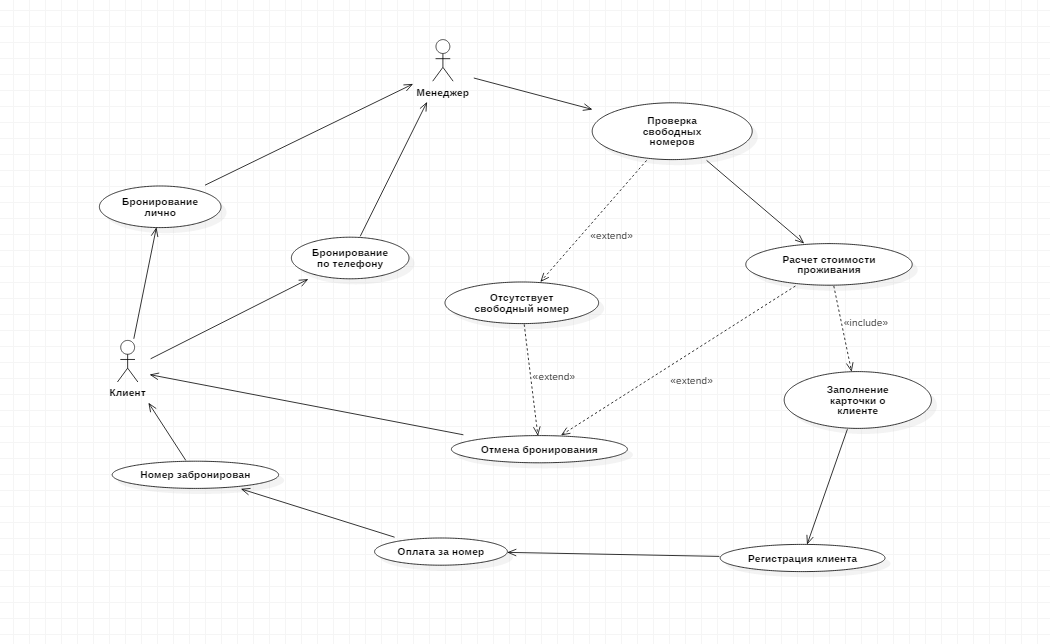 Менеджер
Проверка
свободных
номеров
Бронирование
лично
Бронирование
по телефону
«extend»
Расчет стоимости
проживания
Отсутствует
свободный номер
«include»
Клиент
«extend»
«extend»
Заполнение
карточки о
клиенте
Отмена бронирования
Номер забронирован
Оплата за номер
Регистрация клиента